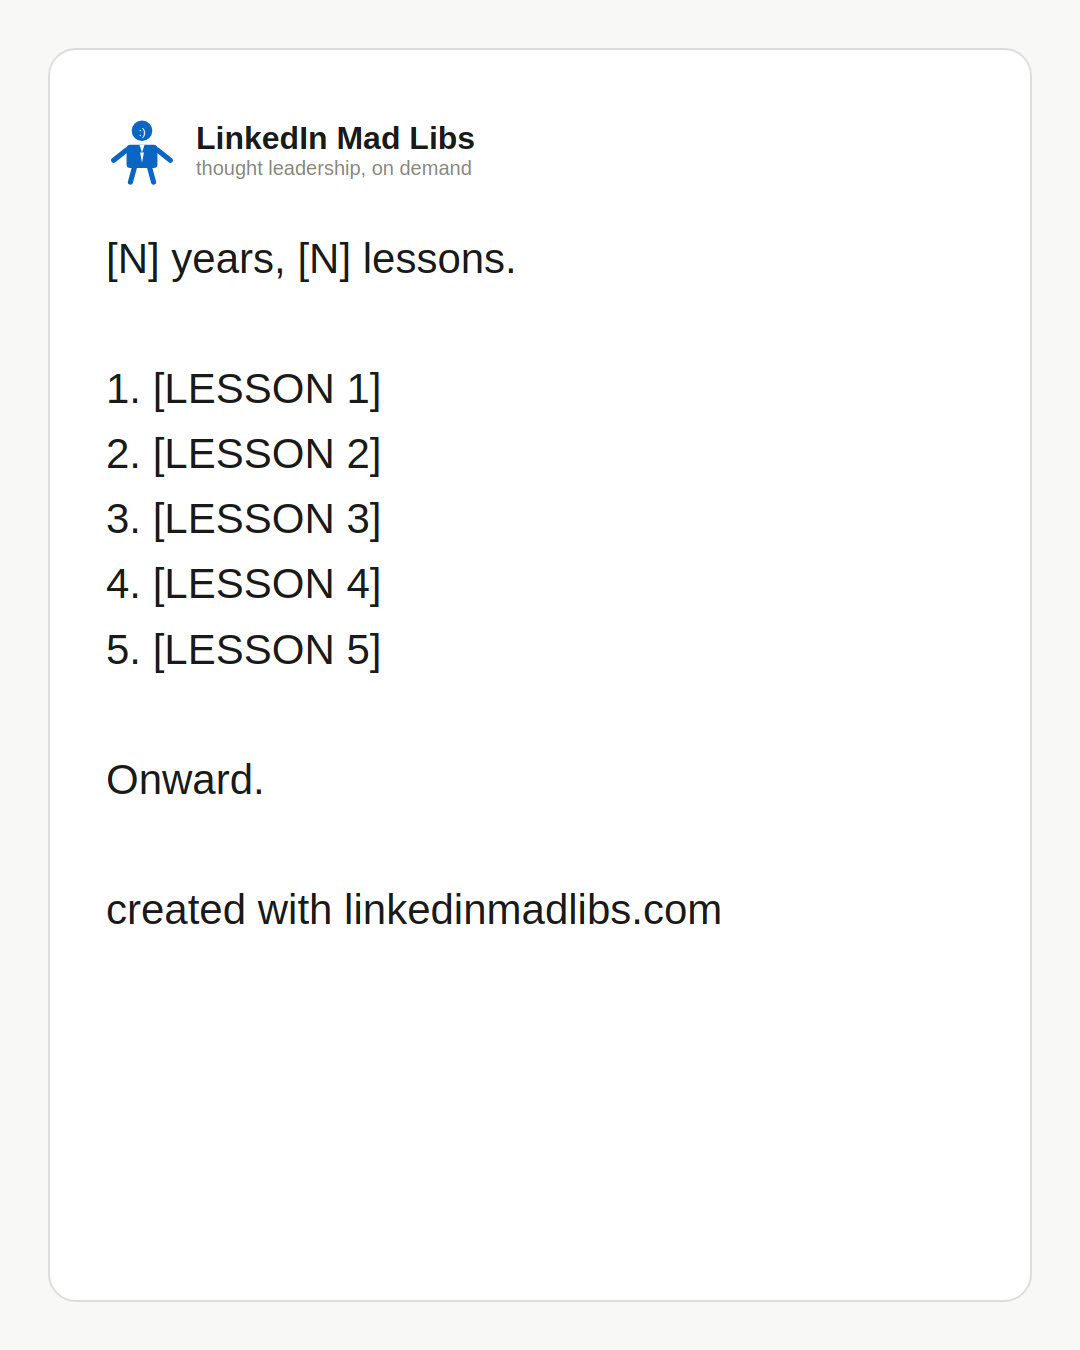 :)
LinkedIn Mad Libs
thought leadership, on demand
[N] years, [N] lessons.
1. [LESSON 1]
2. [LESSON 2]
3. [LESSON 3]
4. [LESSON 4]
5. [LESSON 5]
Onward.
created with linkedinmadlibs.com